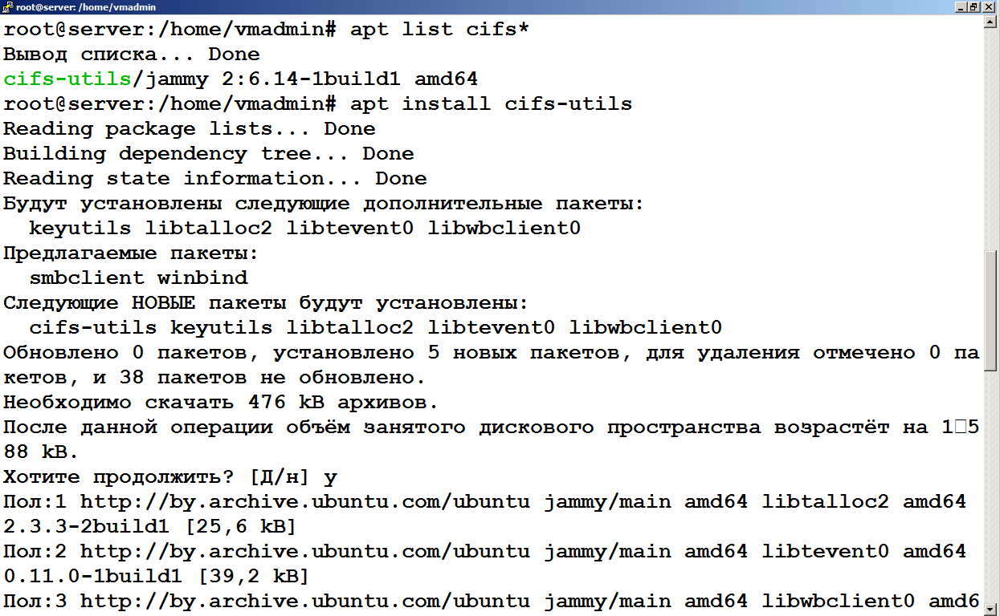 root@server: /home/vmadmin
root@server:/home/vmadmin# apt list cifs*
Вывод списка... Done
cifs-utils/jammy 2:6.14-1build1 amd64
root@server:/home/vmadmin# apt install cifs-utils
Reading package lists... Done
Building dependency tree... Done
Reading state information... Done
Будут установлены следующие дополнительные пакеты:
  keyutils libtalloc2 libtevent0 libwbclient0
Предлагаемые пакеты:
  smbclient winbind
Следующие НОВЫЕ пакеты будут установлены:
  cifs-utils keyutils libtalloc2 libtevent0 libwbclient0
Обновлено 0 пакетов, установлено 5 новых пакетов, для удаления отмечено 0 па
кетов, и 38 пакетов не обновлено.
Необходимо скачать 476 kB архивов.
После данной операции объём занятого дискового пространства возрастёт на 1□5
88 kB.
Хотите продолжить? [Д/н] y
Пол:1 http://by.archive.ubuntu.com/ubuntu jammy/main amd64 libtalloc2 amd64
2.3.3-2build1 [25,6 kB]
Пол:2 http://by.archive.ubuntu.com/ubuntu jammy/main amd64 libtevent0 amd64
0.11.0-1build1 [39,2 kB]
Пол:3 http://by.archive.ubuntu.com/ubuntu jammy/main amd64 libwbclient0 amd6